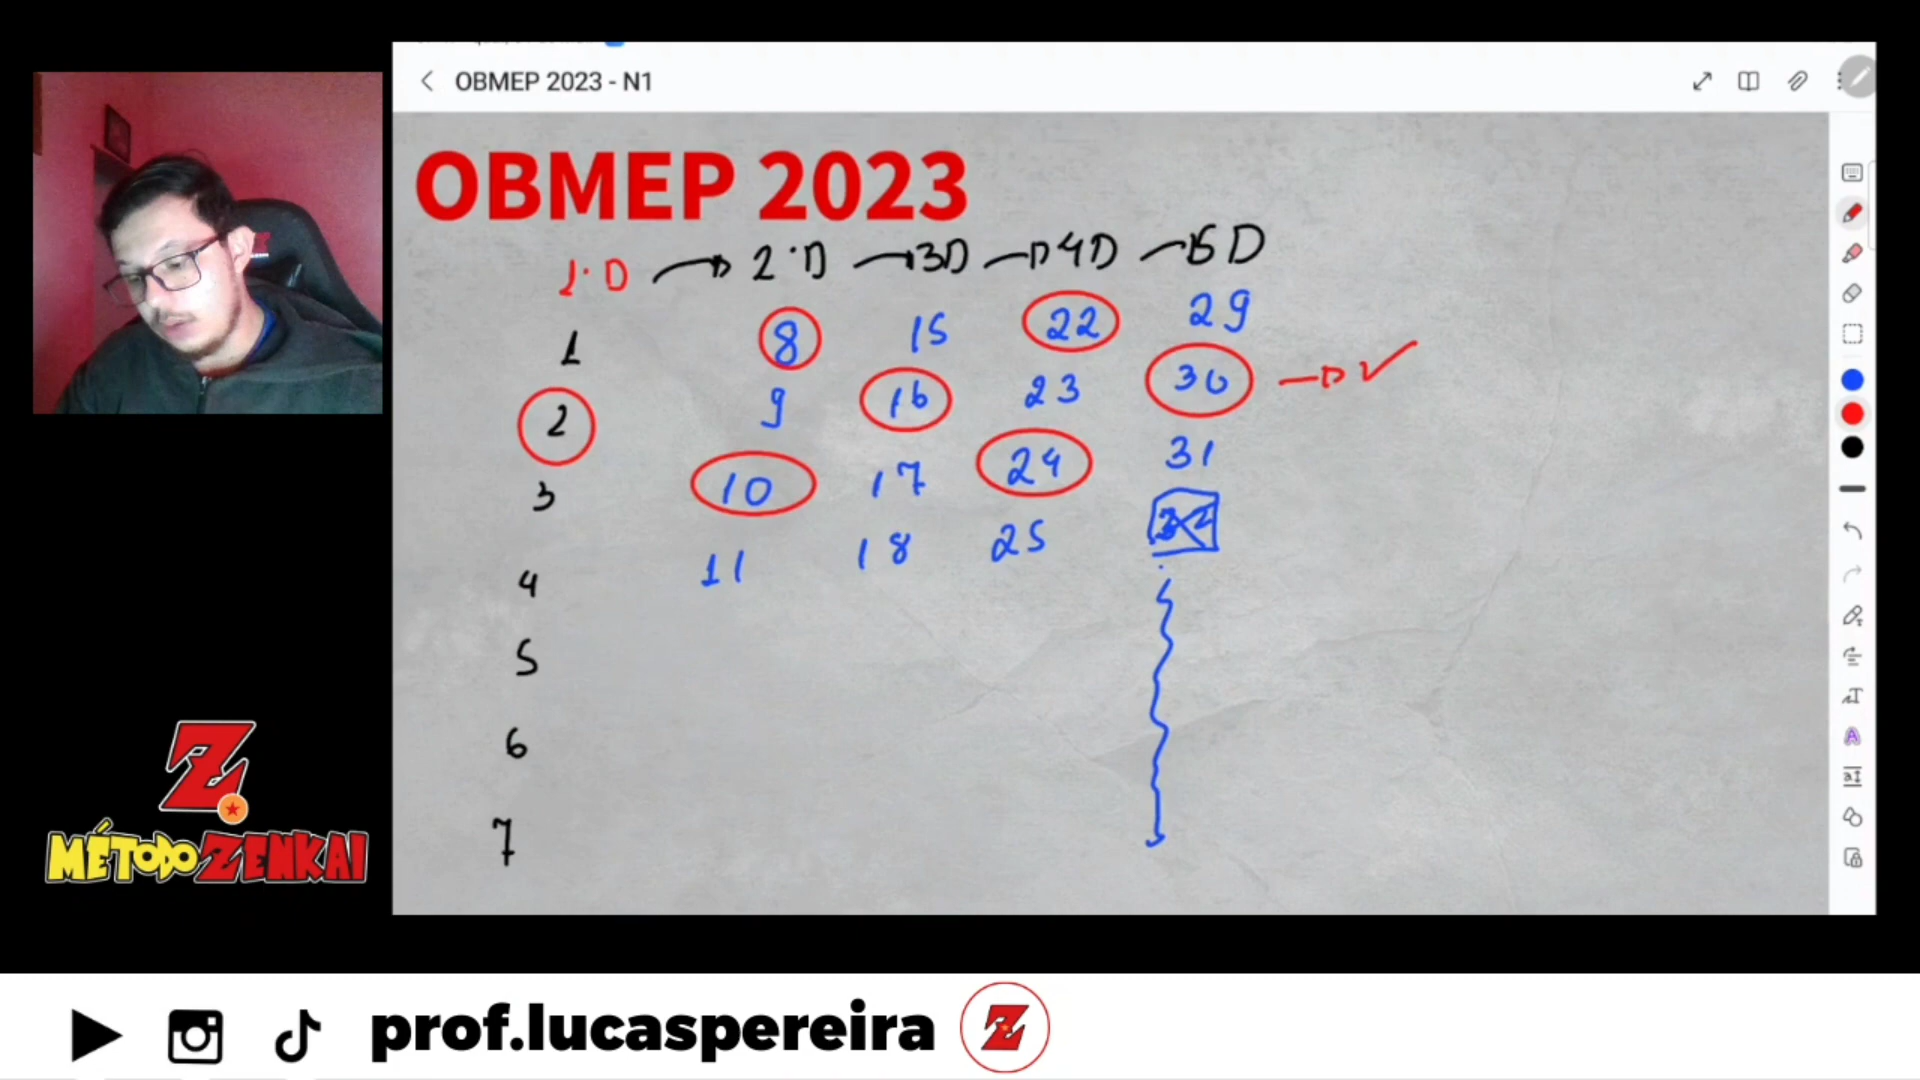 OBMEP 2023 - N1
OBMEP 2023
1·D → 2·D → 3D → 4D → 5D
1 8 15 22 29
2 9 16 23 30 → ✓
3 10 17 24 31
4 11 18 25 32
5
6
7
Z
MÉTODO ZENKAI
prof.lucaspereira Z